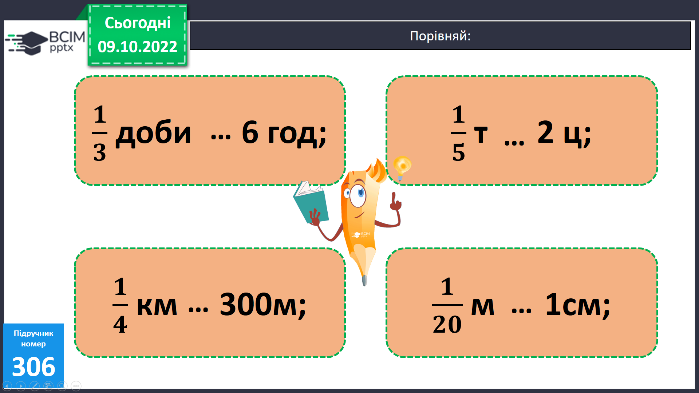 ВСІМ
pptx
Сьогодні
09.10.2022
Порівняй:
1/3 доби ... 6 год;
1/5 т ... 2 ц;
1/4 км ... 300м;
1/20 м ... 1см;
Підручник
номер
306